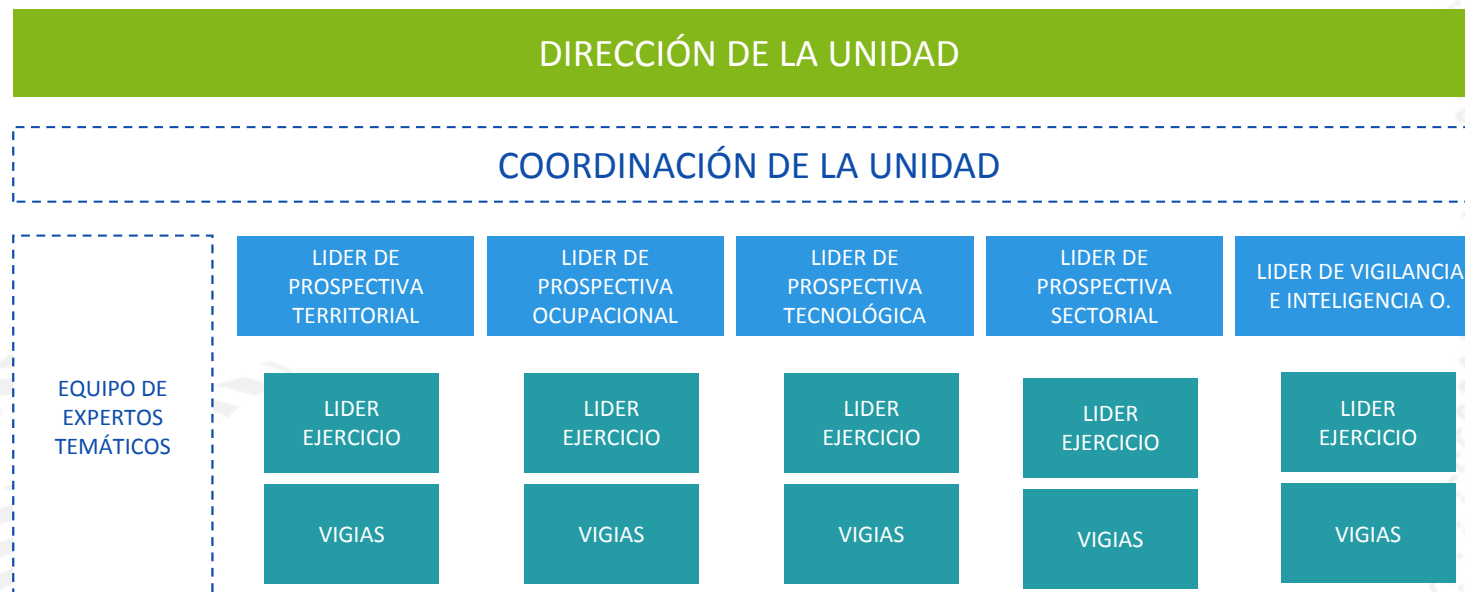 DIRECCIÓN DE LA UNIDAD
COORDINACIÓN DE LA UNIDAD
EQUIPO DE
EXPERTOS
TEMÁTICOS
LIDER DE
PROSPECTIVA
TERRITORIAL
LIDER DE
PROSPECTIVA
OCUPACIONAL
LIDER DE
PROSPECTIVA
TECNOLÓGICA
LIDER DE
PROSPECTIVA
SECTORIAL
LIDER DE VIGILANCIA
E INTELIGENCIA O.
LIDER
EJERCICIO
LIDER
EJERCICIO
LIDER
EJERCICIO
LIDER
EJERCICIO
LIDER
EJERCICIO
VIGIAS
VIGIAS
VIGIAS
VIGIAS
VIGIAS